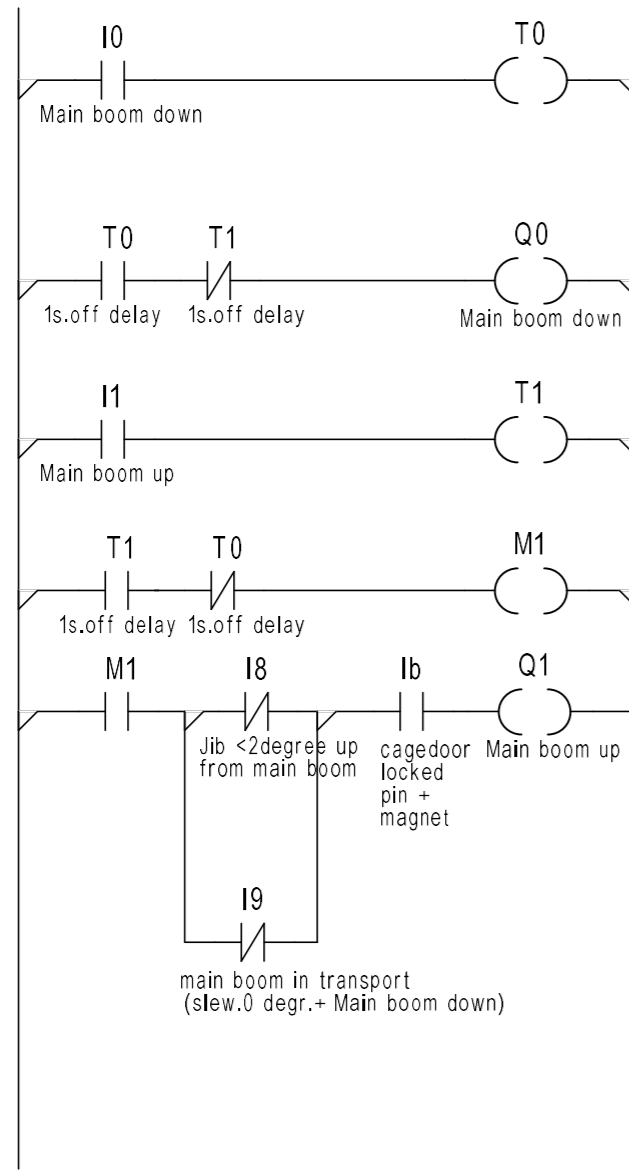 I0 T0
Main boom down
T0 T1 Q0
1s.off delay 1s.off delay Main boom down
I1 T1
Main boom up
T1 T0 M1
1s.off delay 1s.off delay
M1 I8 Ib Q1
Jib <2degree up
from main boom
cagedoor
locked
pin +
magnet
Main boom up
I9
main boom in transport
(slew.0 degr.+ Main boom down)